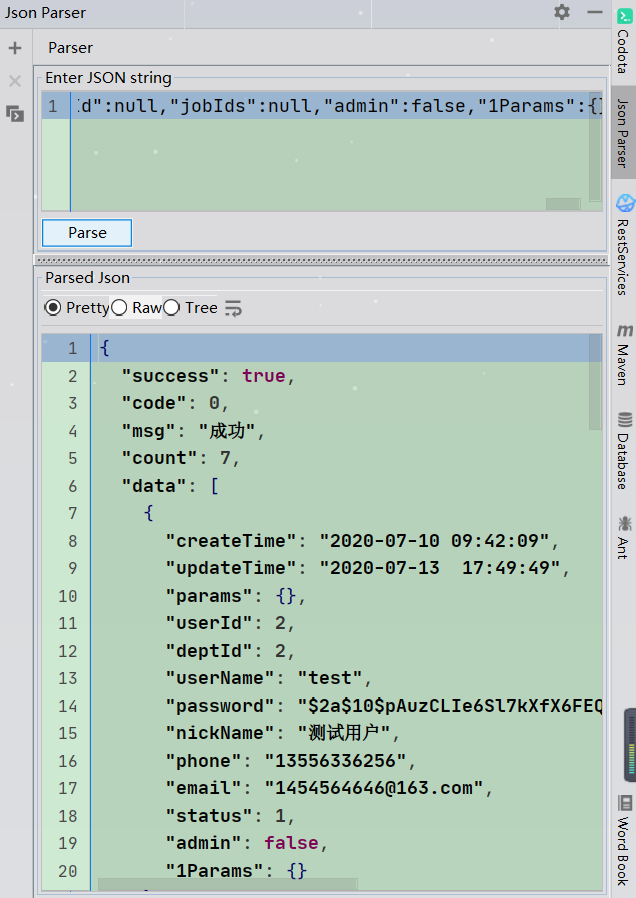 Json Parser
Parser
Enter JSON string
1 Id":null,"jobIds":null,"admin":false,"1Params":{}
Parse
Parsed Json
Pretty Raw Tree
1 {
2 "success": true,
3 "code": 0,
4 "msg": "成功",
5 "count": 7,
6 "data": [
7 {
8 "createTime": "2020-07-10 09:42:09",
9 "updateTime": "2020-07-13  17:49:49",
10 "params": {},
11 "userId": 2,
12 "deptId": 2,
13 "userName": "test",
14 "password": "$2a$10$pAuzCLIe6Sl7kXfX6FEQ
15 "nickName": "测试用户",
16 "phone": "13556336256",
17 "email": "1454564646@163.com",
18 "status": 1,
19 "admin": false,
20 "1Params": {}
Codota
Json Parser
RestServices
Maven
Database
Ant
Word Book